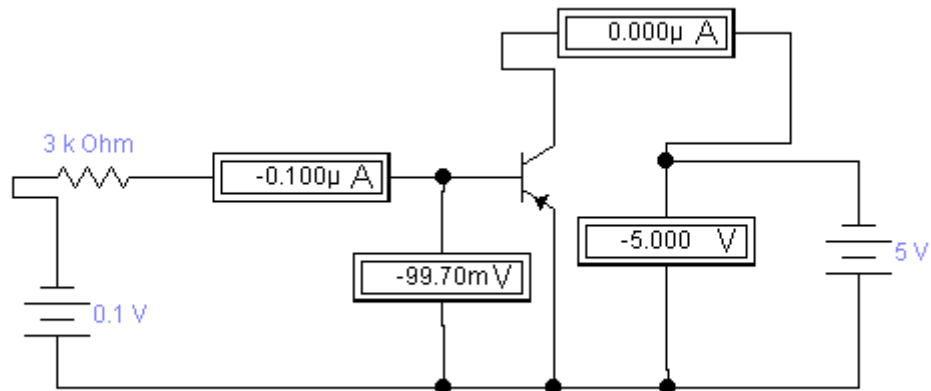 0.000µ A
3 k Ohm
-0.100µ A
-5.000 V
5 V
-99.70m V
0.1 V